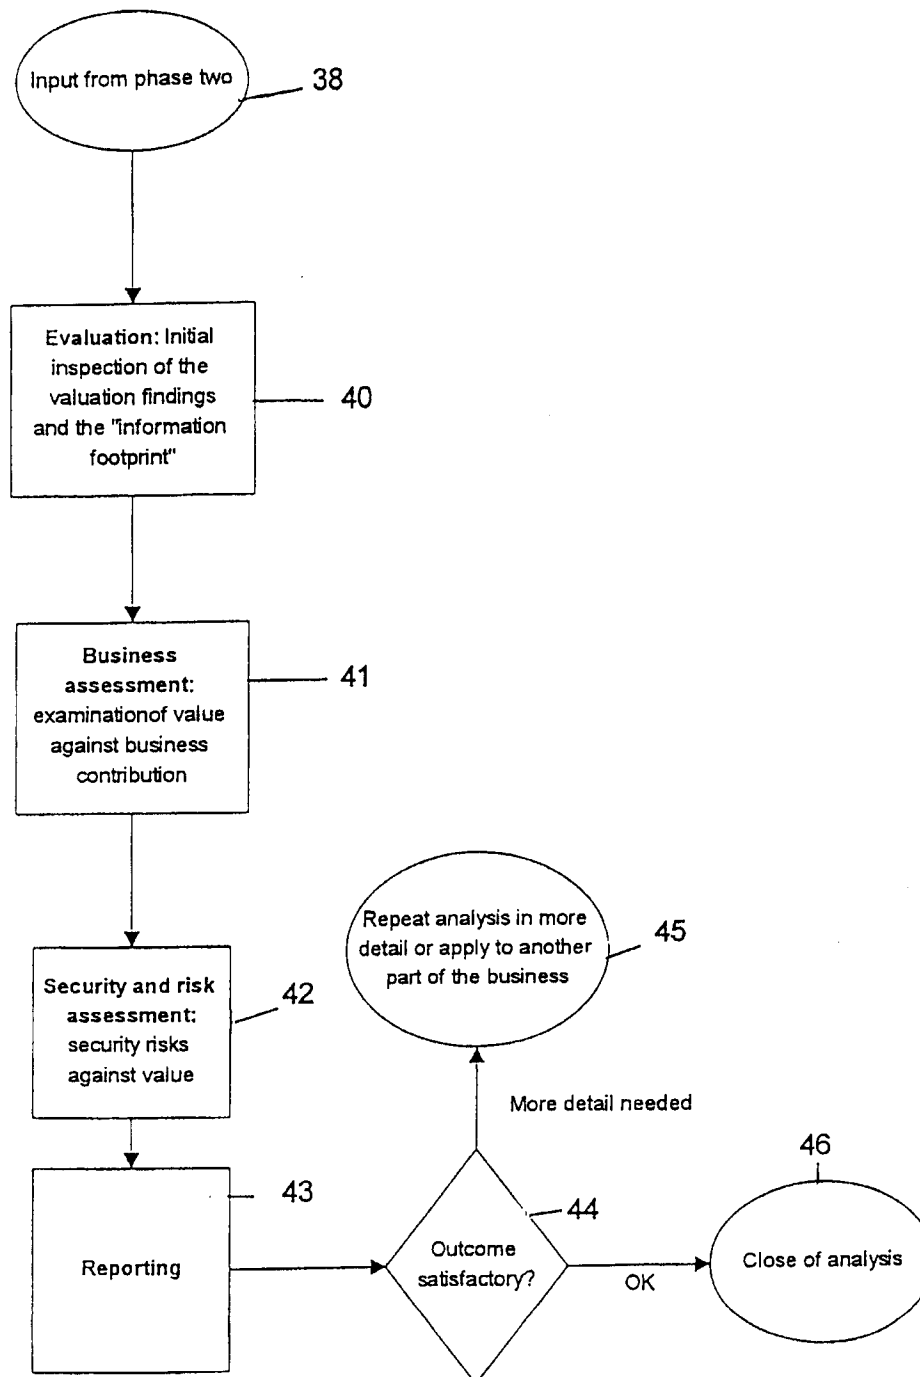 Input from phase two
38
Evaluation: Initial
inspection of the
valuation findings
and the "information
footprint"
40
Business
assessment:
examinationof value
against business
contribution
41
Security and risk
assessment:
security risks
against value
42
Reporting
43
Outcome
satisfactory?
44
More detail needed
Repeat analysis in more
detail or apply to another
part of the business
45
OK
Close of analysis
46